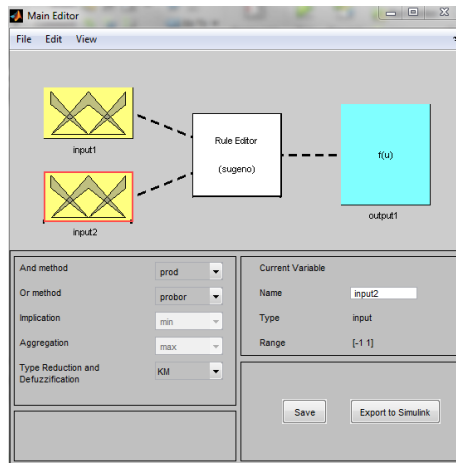 Main Editor
File Edit View
input1
input2
Rule Editor
(sugeno)
f(u)
output1
And method prod
Or method probor
Implication min
Aggregation max
Type Reduction and
Defuzzification KM
Current Variable
Name input2
Type input
Range [-1 1]
Save Export to Simulink